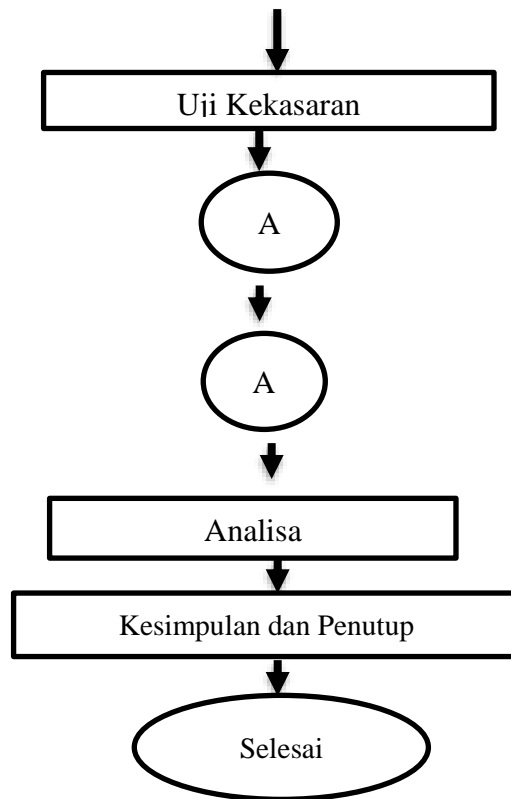 Uji Kekasaran
A
A
Analisa
Kesimpulan dan Penutup
Selesai